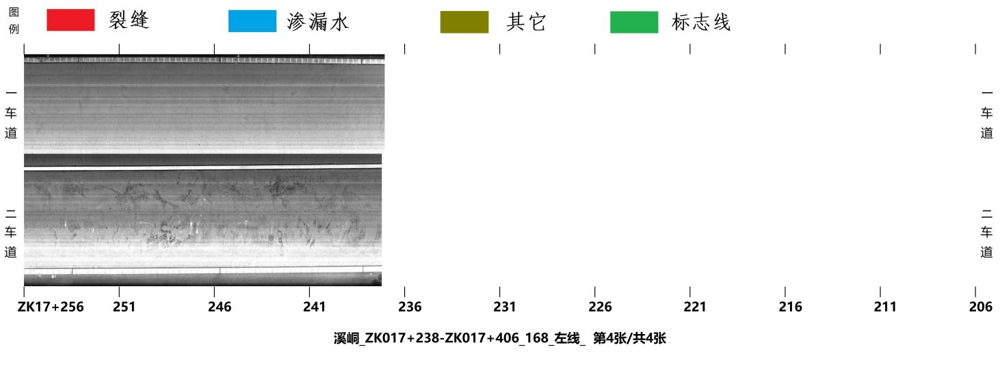 图例 裂缝 渗漏水 其它 标志线
一车道 一车道
二车道 二车道
ZK17+256 251 246 241 236 231 226 221 216 211 206
溪峒_ZK017+238-ZK017+406_168_左线_ 第4张/共4张